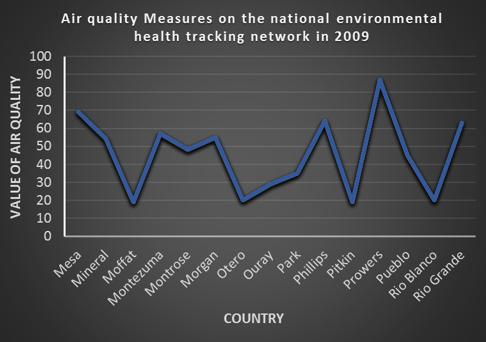 Air quality Measures on the national environmental
health tracking network in 2009
VALUE OF AIR QUALITY
100
90
80
70
60
50
40
30
20
10
0
Mesa
Mineral
Moffat
Montezuma
Montrose
Morgan
Otero
Ouray
Park
Phillips
Pitkin
Prowers
Pueblo
Rio Blanco
Rio Grande
COUNTRY